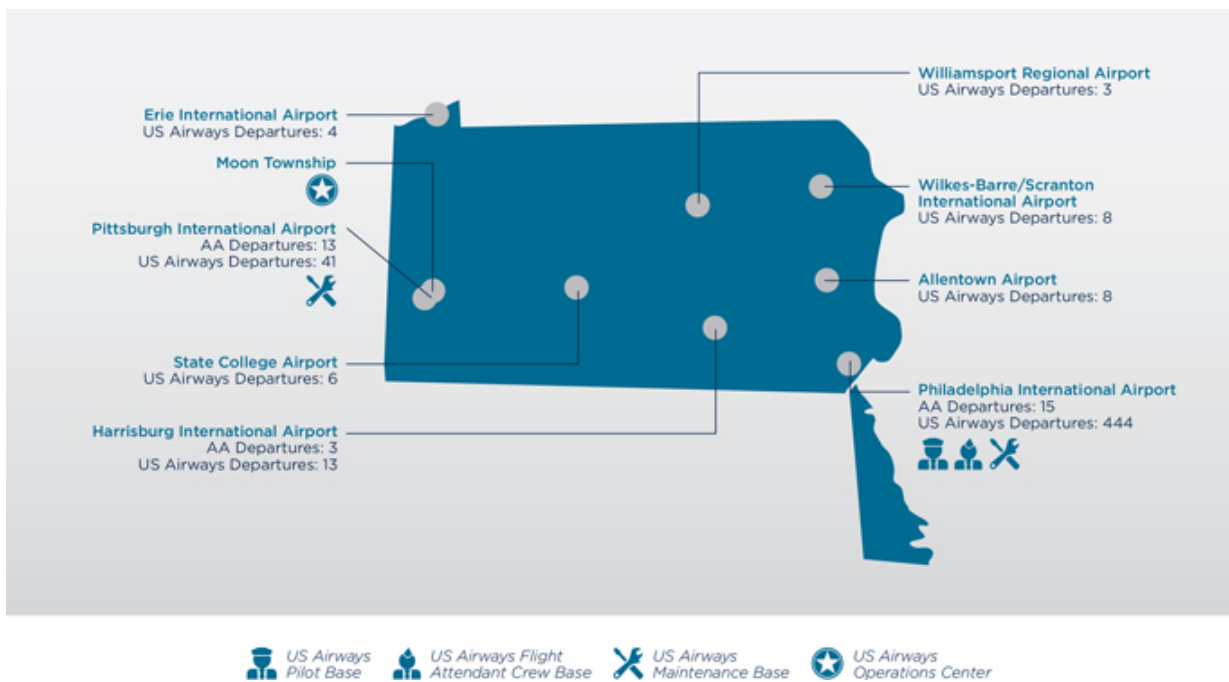 Erie International Airport
US Airways Departures: 4
Moon Township
Pittsburgh International Airport
AA Departures: 13
US Airways Departures: 41
State College Airport
US Airways Departures: 6
Harrisburg International Airport
AA Departures: 3
US Airways Departures: 13
Williamsport Regional Airport
US Airways Departures: 3
Wilkes-Barre/Scranton
International Airport
US Airways Departures: 8
Allentown Airport
US Airways Departures: 8
Philadelphia International Airport
AA Departures: 15
US Airways Departures: 444
US Airways
Pilot Base
US Airways Flight
Attendant Crew Base
US Airways
Maintenance Base
US Airways
Operations Center